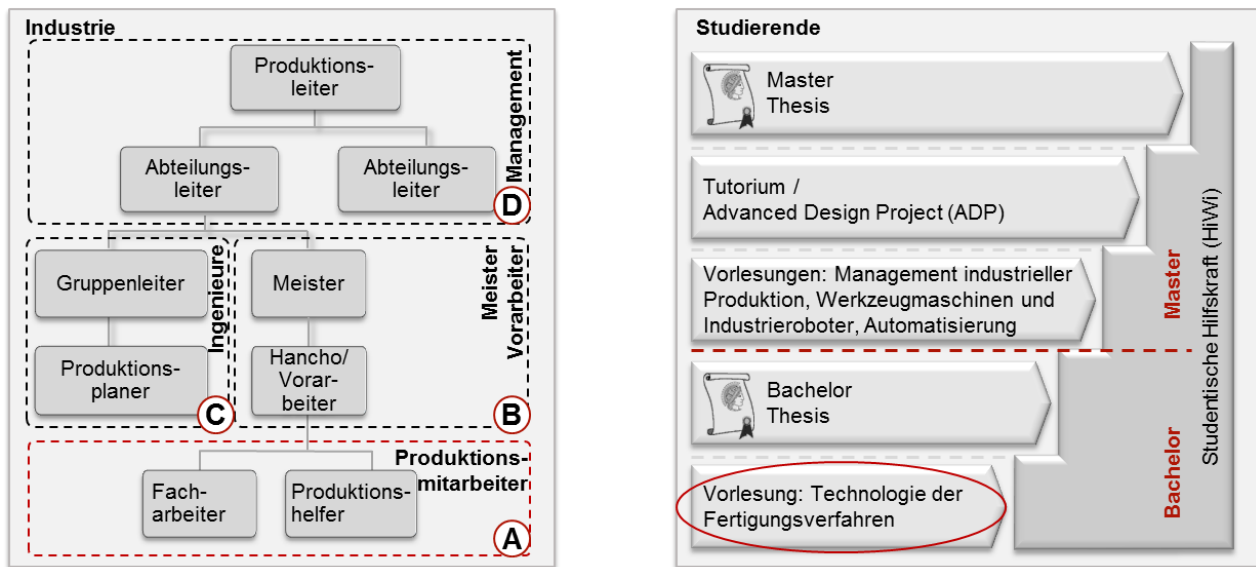 Industrie
Management
Produktions-
leiter
Abteilungs-
leiter
Abteilungs-
leiter
D
Gruppenleiter
Ingenieure
Meister
Meister
Vorarbeiter
Produktions-
planer
C
Hancho/
Vorar-
beiter
B
Produktions-
mitarbeiter
Fach-
arbeiter
Produktions-
helfer
A
Studierende
Master
Thesis
Tutorium /
Advanced Design Project (ADP)
Vorlesungen: Management industrieller
Produktion, Werkzeugmaschinen und
Industrieroboter, Automatisierung
Master
Bachelor
Thesis
Vorlesung: Technologie der
Fertigungsverfahren
Bachelor
Studentische Hilfskraft (HiWi)